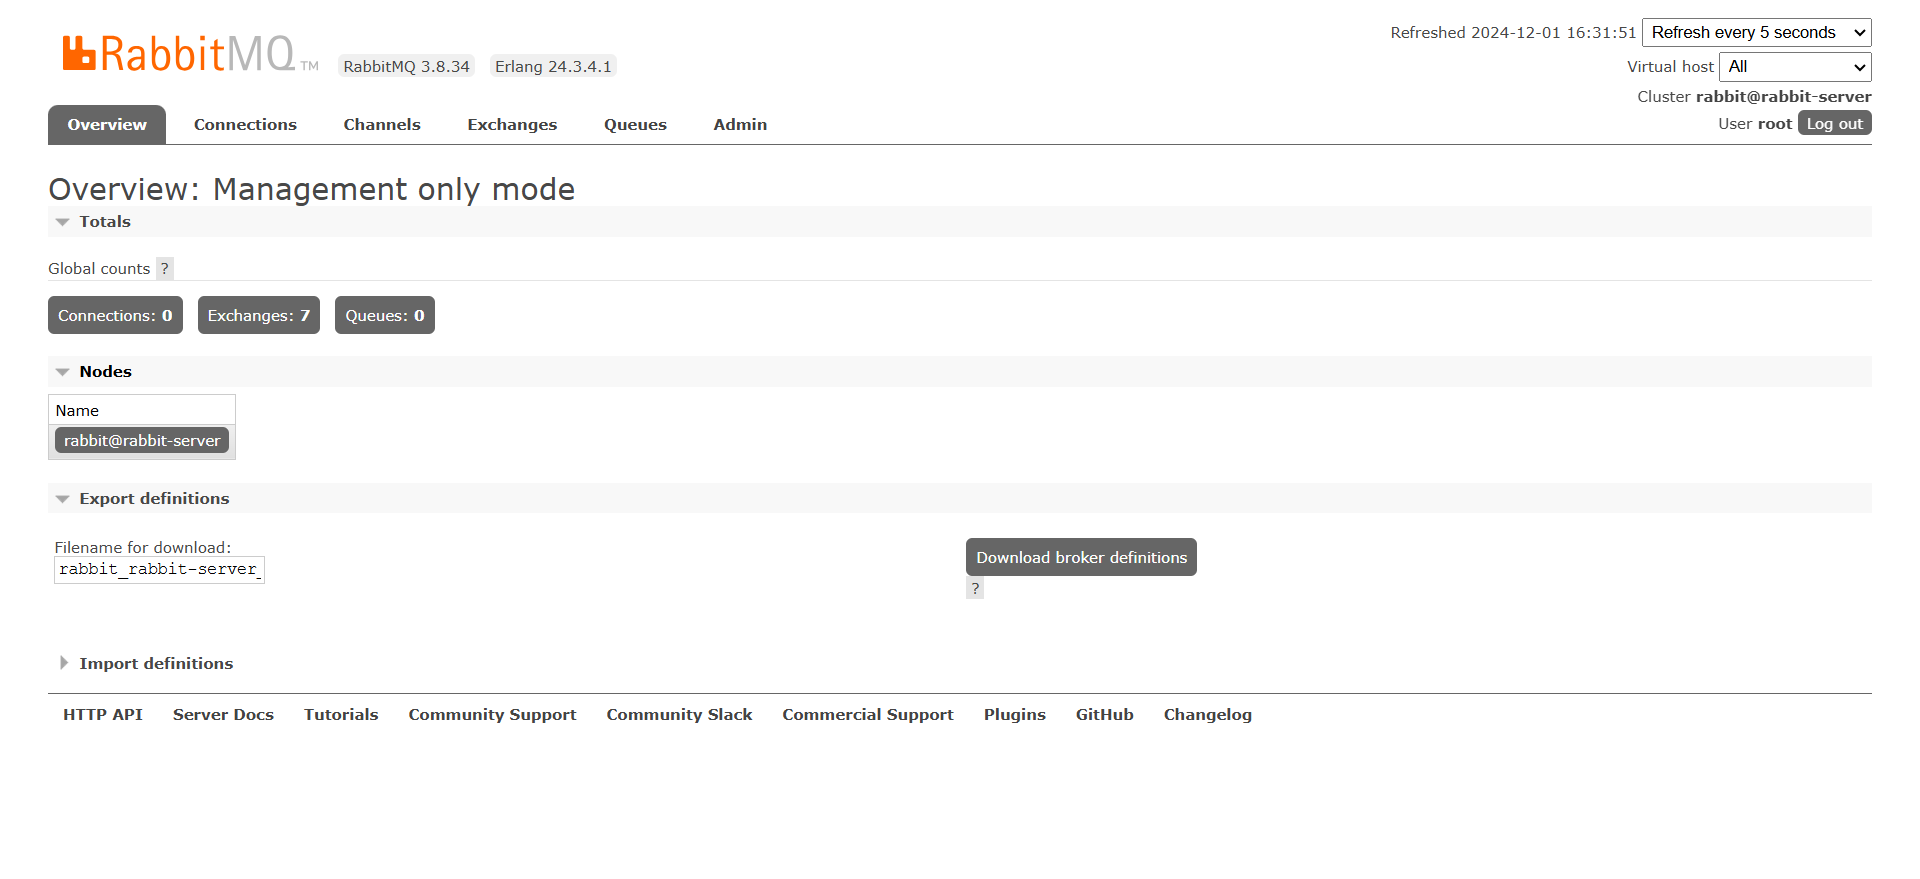 RabbitMQ TM RabbitMQ 3.8.34 Erlang 24.3.4.1
Refreshed 2024-12-01 16:31:51 Refresh every 5 seconds
Virtual host All
Cluster rabbit@rabbit-server
User root Log out
Overview Connections Channels Exchanges Queues Admin
Overview: Management only mode
Totals
Global counts ?
Connections: 0 Exchanges: 7 Queues: 0
Nodes
Name
rabbit@rabbit-server
Export definitions
Filename for download:
rabbit_rabbit-server_
Download broker definitions
?
Import definitions
HTTP API Server Docs Tutorials Community Support Community Slack Commercial Support Plugins GitHub Changelog